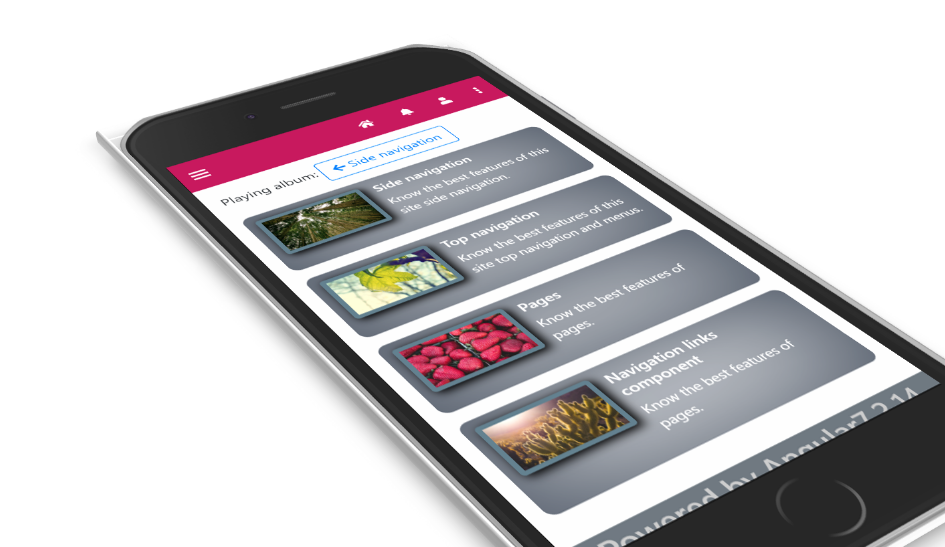 Playing album: Side navigation
Side navigation
Know the best features of this
site side navigation.
Top navigation
Know the best features of this
site top navigation and menus.
Pages
Know the best features of
pages.
Navigation links
component
Know the best features of
pages.
Powered by Angular7.2.14